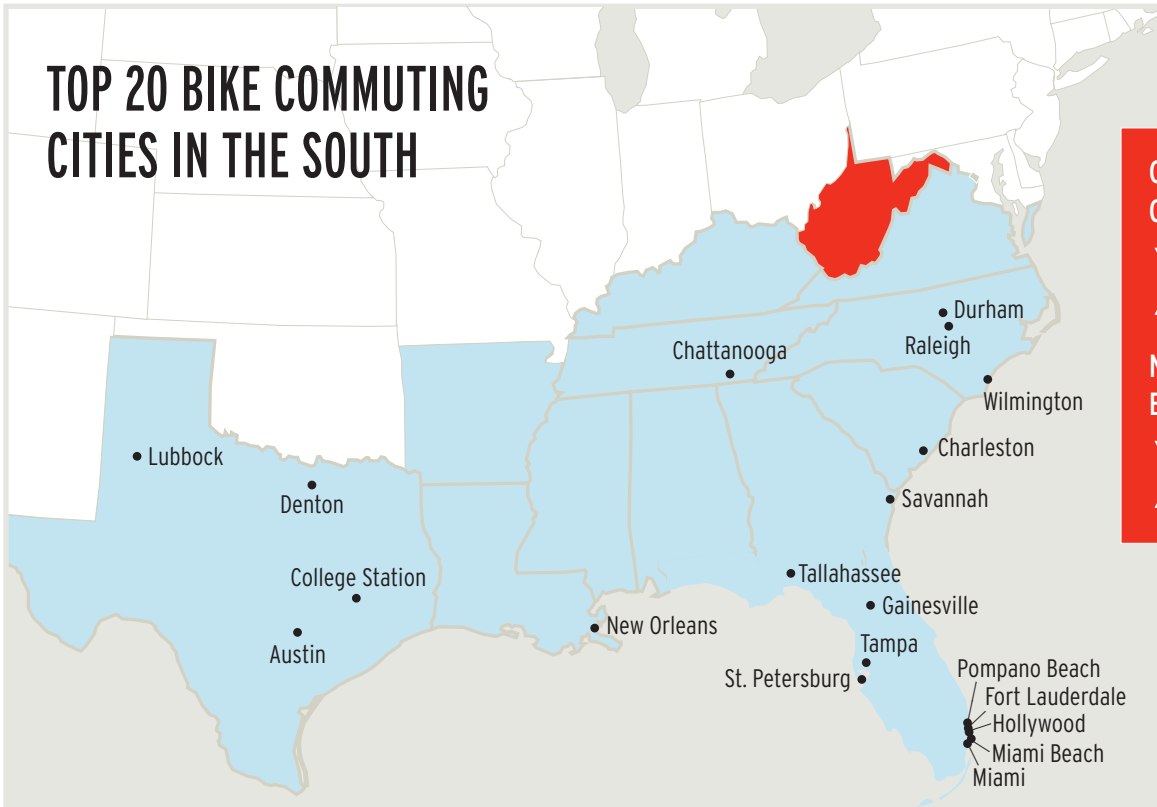 TOP 20 BIKE COMMUTING
CITIES IN THE SOUTH
Durham
Raleigh
Chattanooga
Wilmington
Charleston
Lubbock
Denton
Savannah
College Station
Tallahassee
Gainesville
New Orleans
Austin
Tampa
St. Petersburg
Pompano Beach
Fort Lauderdale
Hollywood
Miami Beach
Miami